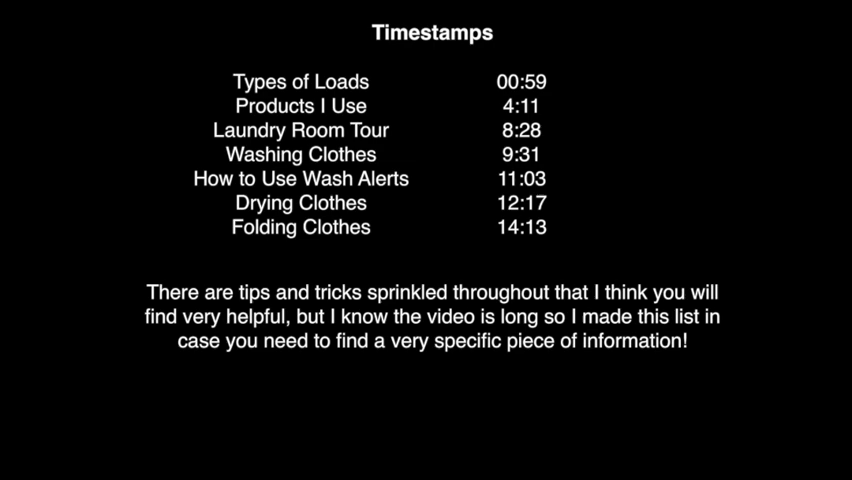 Timestamps
Types of Loads 00:59
Products I Use 4:11
Laundry Room Tour 8:28
Washing Clothes 9:31
How to Use Wash Alerts 11:03
Drying Clothes 12:17
Folding Clothes 14:13
There are tips and tricks sprinkled throughout that I think you will
find very helpful, but I know the video is long so I made this list in
case you need to find a very specific piece of information!